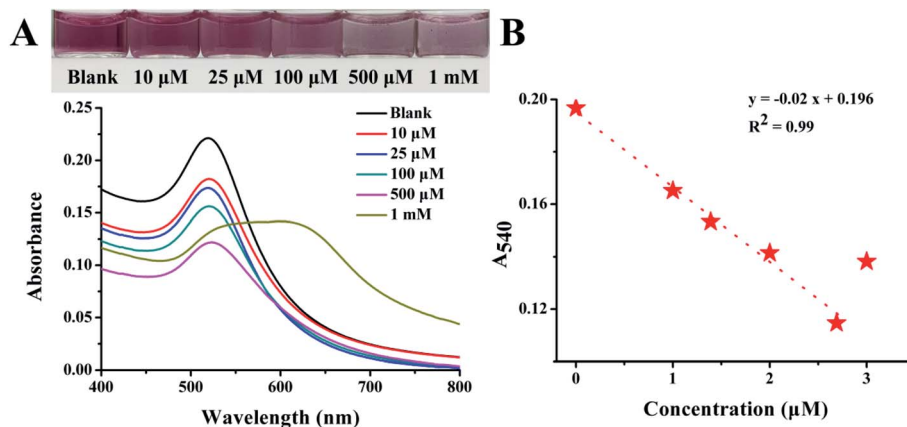 A
Blank 10 µM 25 µM 100 µM 500 µM 1 mM
0.25
0.20
0.15
0.10
0.05
0.00
Absorbance
400 500 600 700 800
Wavelength (nm)
Blank
10 µM
25 µM
100 µM
500 µM
1 mM
B
y = -0.02 x + 0.196
R² = 0.99
0.20
0.16
0.12
A₅₄₀
0 1 2 3
Concentration (µM)